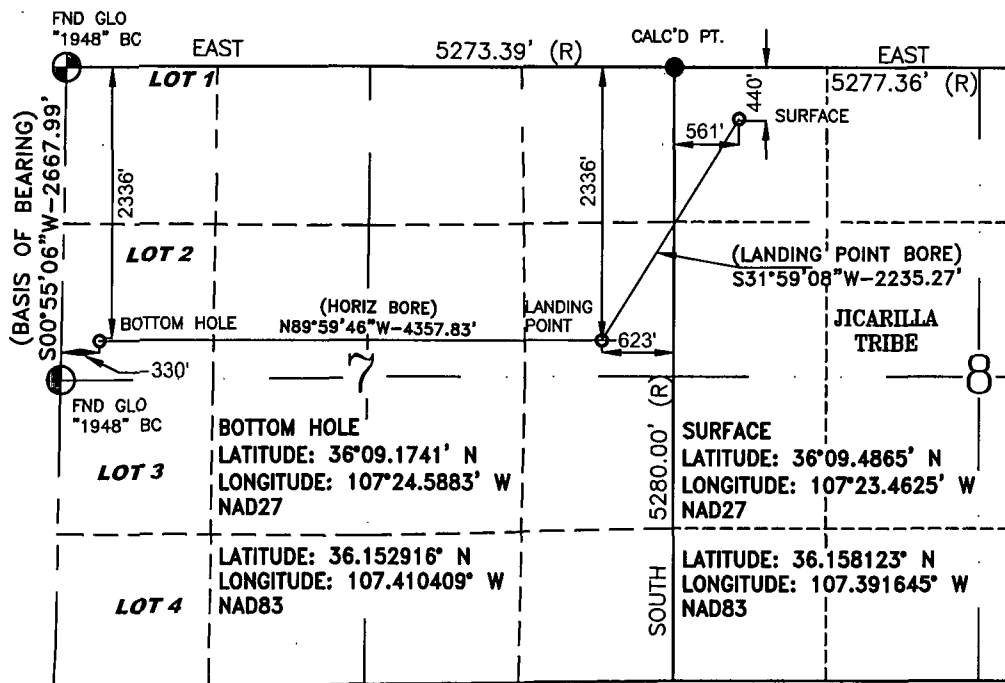 FND GLO
"1948" BC
EAST
5273.39' (R)
CALC'D PT.
EAST
5277.36' (R)
LOT 1
440'
SURFACE
561'
(BASIS OF BEARING)
S00°55'06"W-2667.99'
2336'
2336'
LOT 2
(LANDING POINT BORE)
S31°59'08"W-2235.27'
(HORIZ BORE)
N89°59'46"W-4357.83'
BOTTOM HOLE
LANDING
POINT
JICARILLA
TRIBE
623'
330'
7
8
FND GLO
"1948" BC
LOT 3
BOTTOM HOLE
LATITUDE: 36°09.1741' N
LONGITUDE: 107°24.5883' W
NAD27
SOUTH 5280.00' (R)
SURFACE
LATITUDE: 36°09.4865' N
LONGITUDE: 107°23.4625' W
NAD27
LOT 4
LATITUDE: 36.152916° N
LONGITUDE: 107.410409° W
NAD83
LATITUDE: 36.158123° N
LONGITUDE: 107.391645° W
NAD83